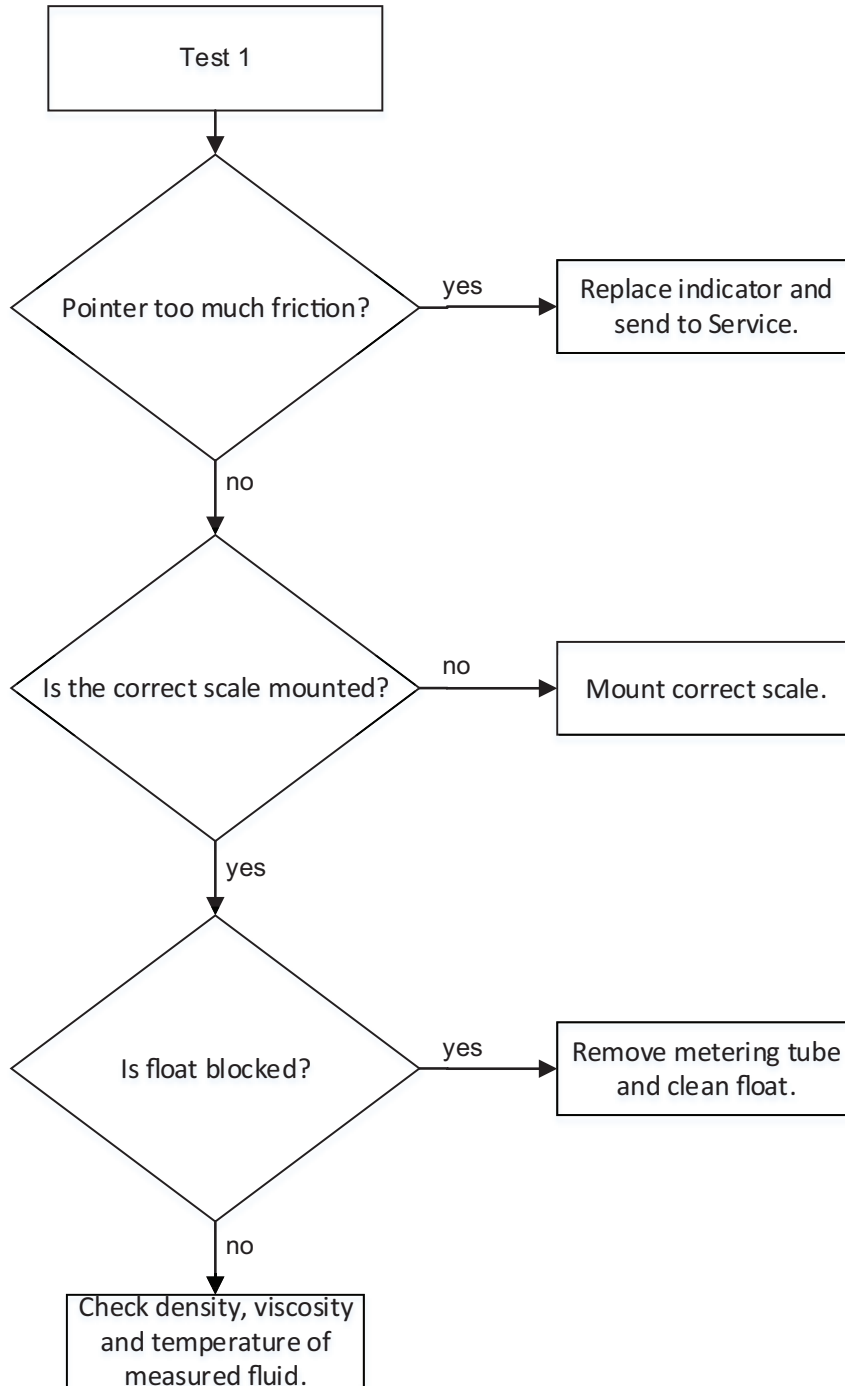 Test 1
Pointer too much friction?
yes
Replace indicator and
send to Service.
no
Is the correct scale mounted?
no
Mount correct scale.
yes
Is float blocked?
yes
Remove metering tube
and clean float.
no
Check density, viscosity
and temperature of
measured fluid.